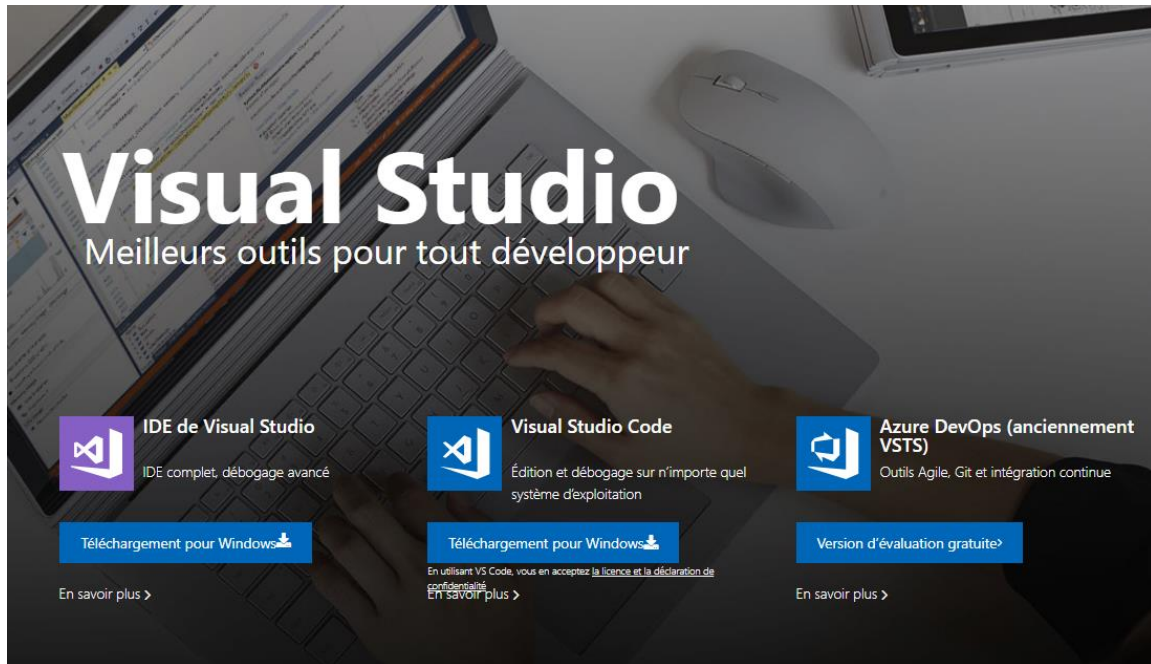 Visual Studio
Meilleurs outils pour tout développeur
IDE de Visual Studio
IDE complet, débogage avancé
Téléchargement pour Windows
En savoir plus >
Visual Studio Code
Édition et débogage sur n'importe quel
système d'exploitation
Téléchargement pour Windows
En utilisant VS Code, vous en acceptez la licence et la déclaration de
confidentialité
En savoir plus >
Azure DevOps (anciennement
VSTS)
Outils Agile, Git et intégration continue
Version d'évaluation gratuite>
En savoir plus >